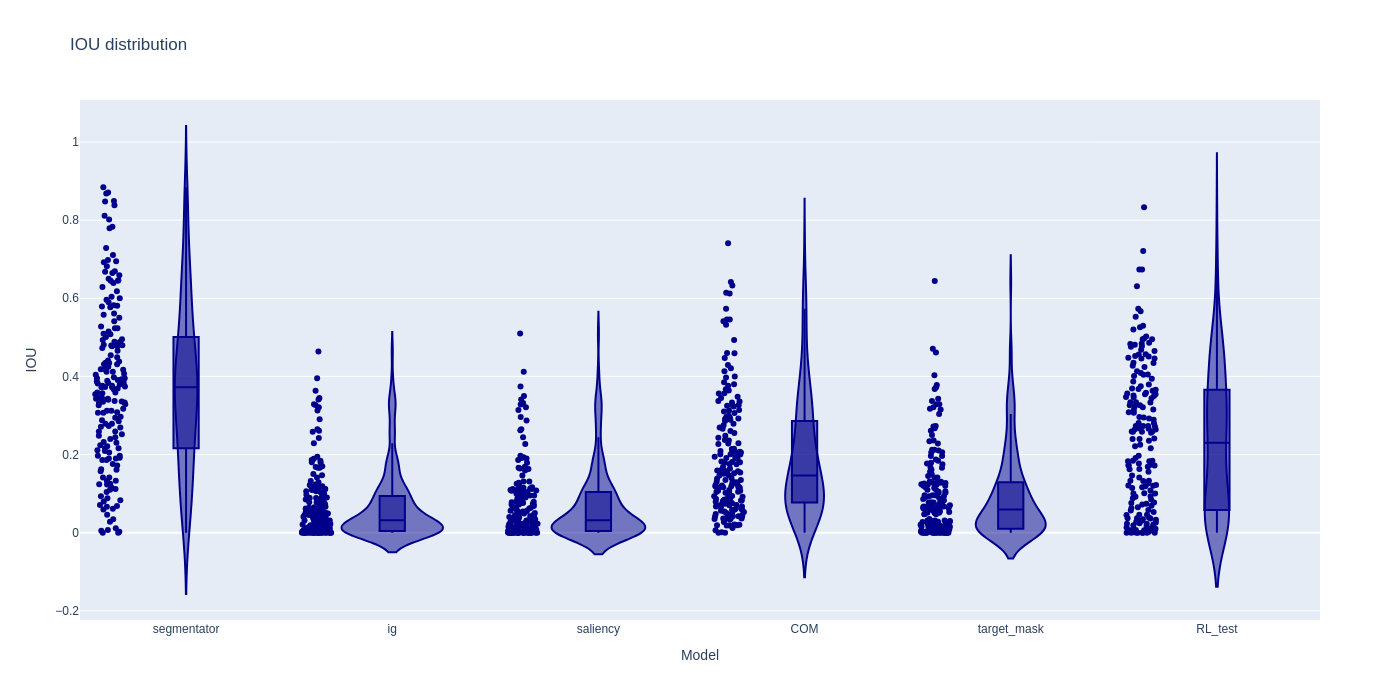 IOU distribution
1
0.8
0.6
0.4
0.2
0
−0.2
IOU
segmentator ig saliency COM target_mask RL_test
Model